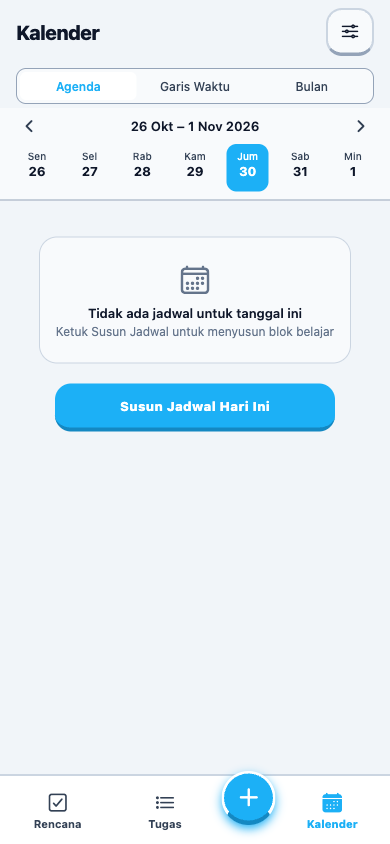 Kalender
Agenda Garis Waktu Bulan
26 Okt – 1 Nov 2026
Sen Sel Rab Kam Jum Sab Min
26 27 28 29 30 31 1
Tidak ada jadwal untuk tanggal ini
Ketuk Susun Jadwal untuk menyusun blok belajar
Susun Jadwal Hari Ini
Rencana Tugas Kalender